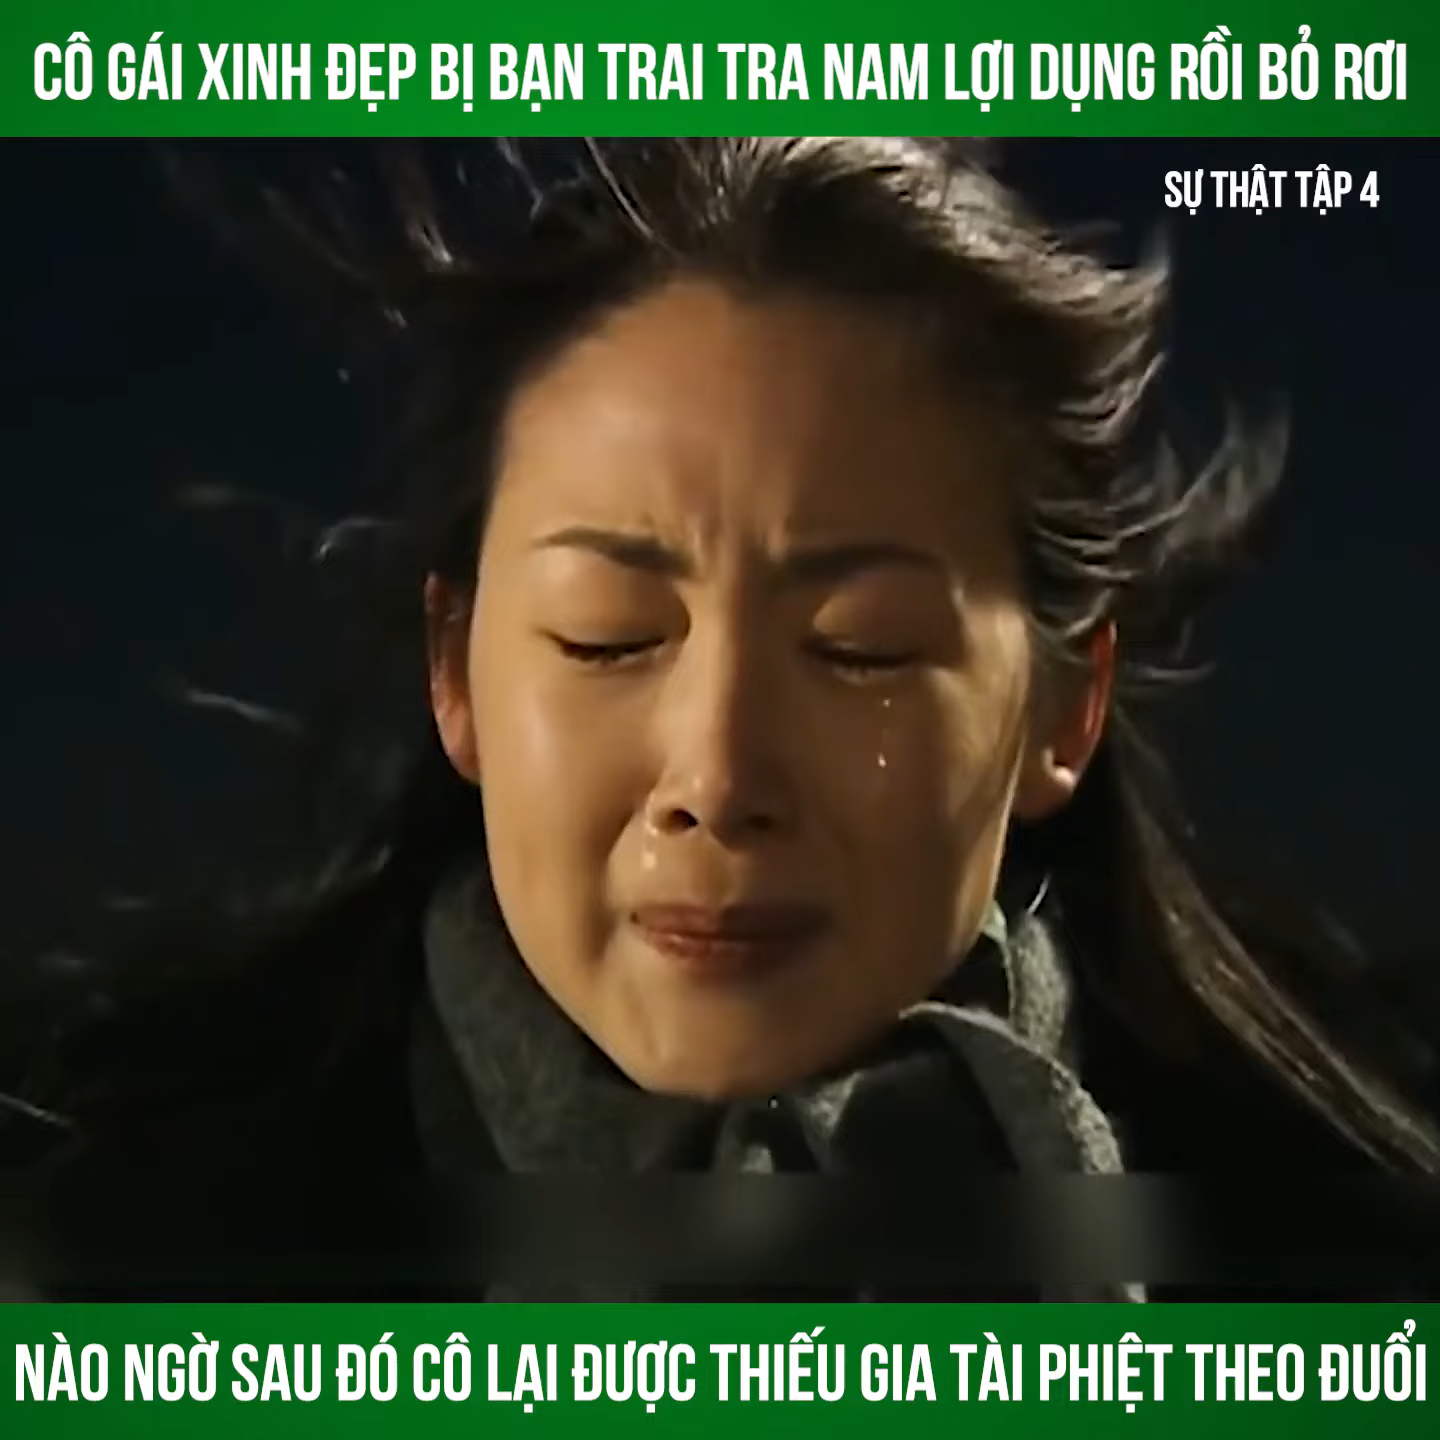 CÔ GÁI XINH ĐẸP BỊ BẠN TRAI TRA NAM LỢI DỤNG RỒI BỎ RƠI
SỰ THẬT TẬP 4
NÀO NGỜ SAU ĐÓ CÔ LẠI ĐƯỢC THIẾU GIA TÀI PHIỆT THEO ĐUỔI